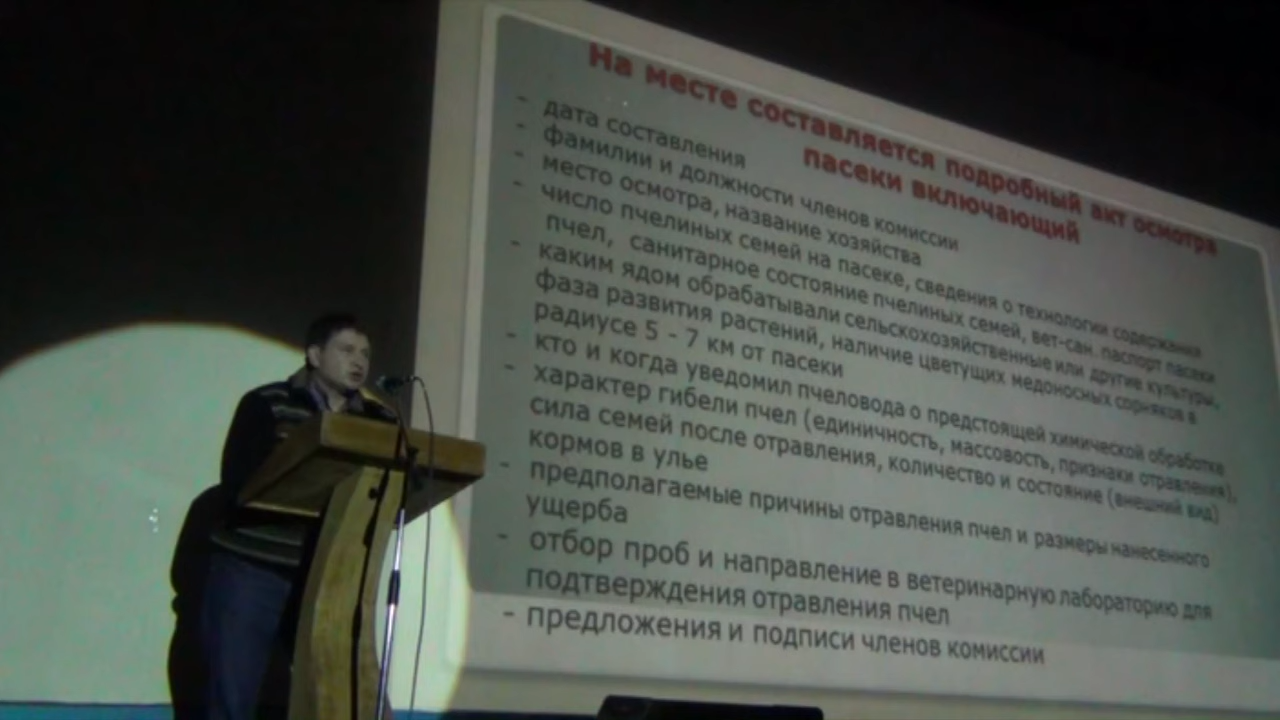 На месте составляется подробный акт осмотра
пасеки включающий
- дата составления
- фамилии и должности членов комиссии
- место осмотра, название хозяйства
- число пчелиных семей на пасеке, сведения о технологии содержания
пчел, санитарное состояние пчелиных семей, вет-сан. паспорт пасеки
- каким ядом обрабатывали сельскохозяйственные или другие культуры,
фаза развития растений, наличие цветущих медоносных сорняков в
радиусе 5 - 7 км от пасеки
- кто и когда уведомил пчеловода о предстоящей химической обработке
- характер гибели пчел (единичность, массовость, признаки отравления),
сила семей после отравления, количество и состояние (внешний вид)
кормов в улье
- предполагаемые причины отравления пчел и размеры нанесенного
ущерба
- отбор проб и направление в ветеринарную лабораторию для
подтверждения отравления пчел
- предложения и подписи членов комиссии